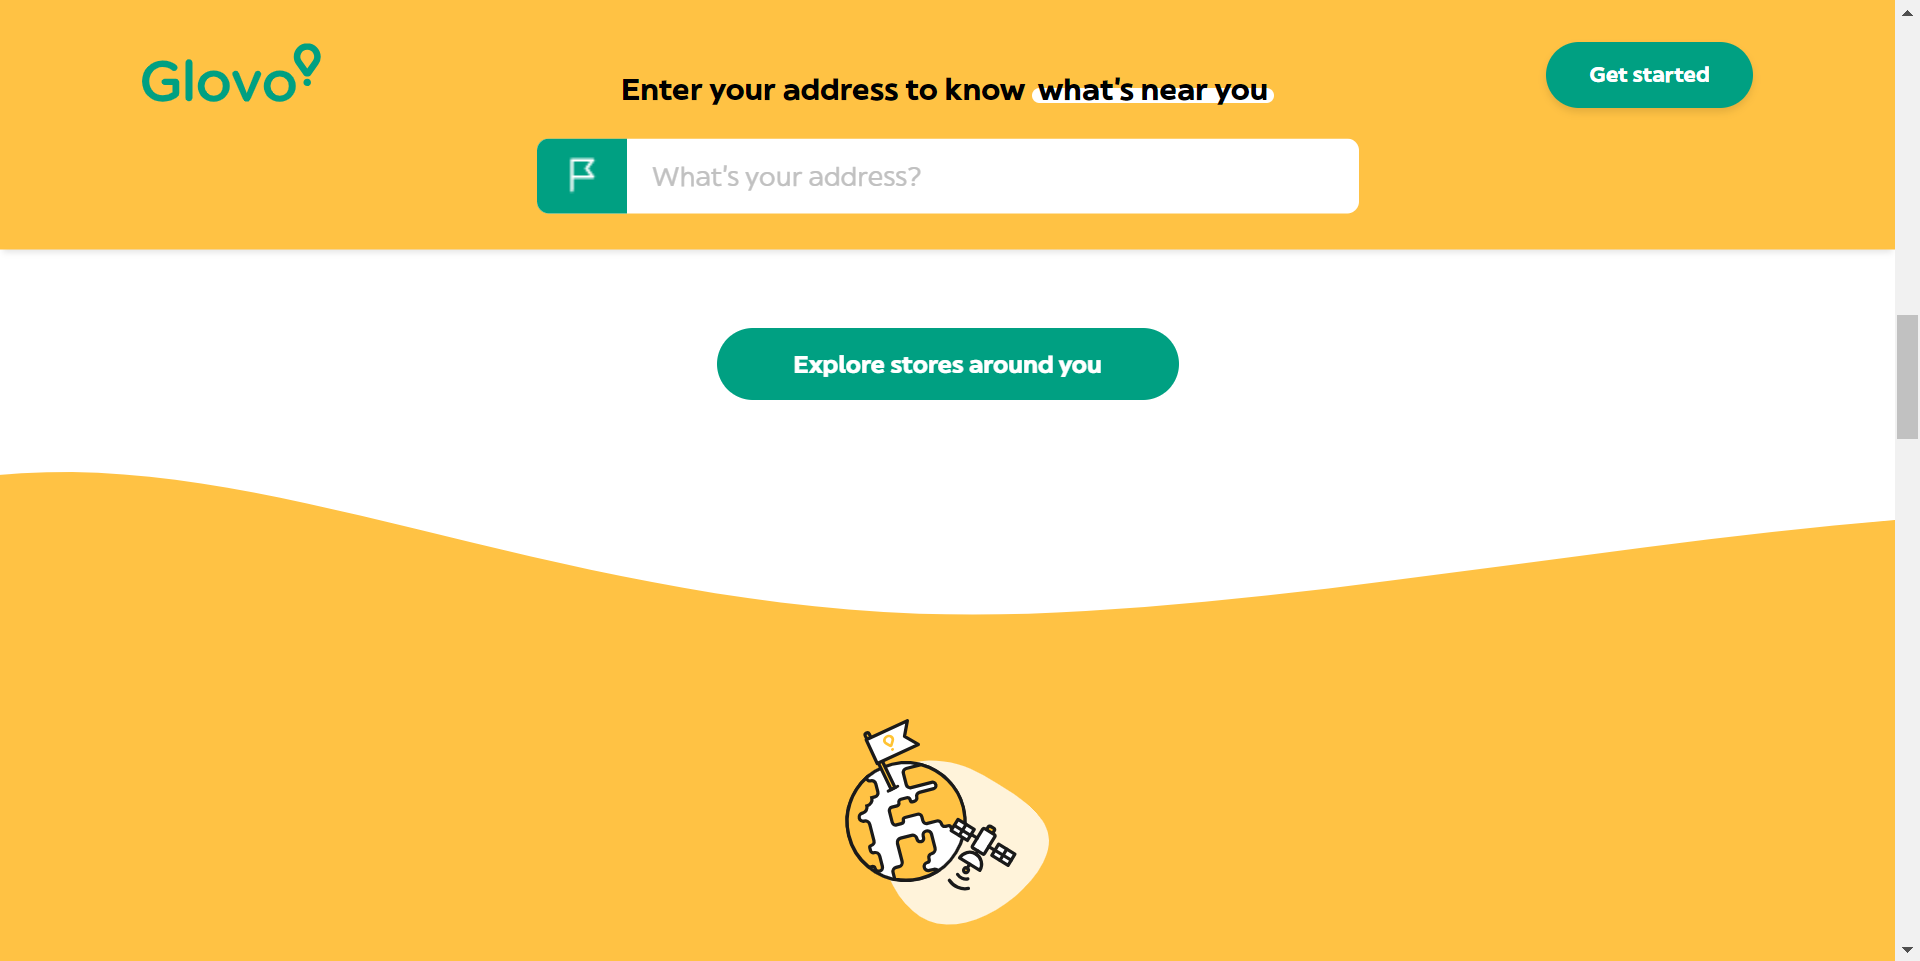 Glovo
Enter your address to know what's near you
Get started
What's your address?
Explore stores around you